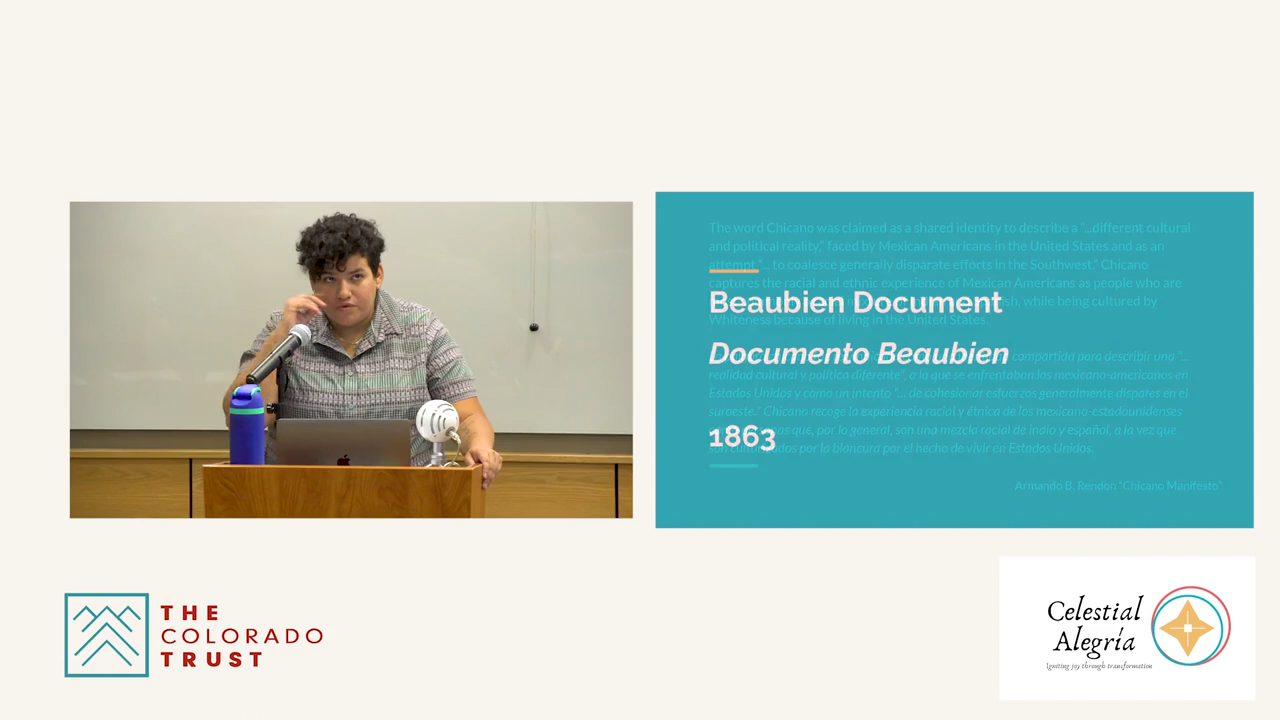 The word Chicano was claimed as a shared identity to describe a "...different cultural
and political reality," faced by Mexican Americans in the United States and as an
attempt "... to coalesce generally disparate efforts in the Southwest." Chicano
captures the racial and ethnic experience of Mexican Americans as people who are
while being cultured by
Whiteness because of living in the United States.
Beaubien Document
Documento Beaubien
1863
compartida para describir una "...
realidad cultural y política diferente", a la que se enfrentaban los mexicano-americanos en
Estados Unidos y como un intento "... de cohesionar esfuerzos generalmente dispares en el
suroeste." Chicano recoge la experiencia racial y étnica de los mexicano-estadounidenses
que, por lo general, son una mezcla racial de indio y español, a la vez que
por la blancura por el hecho de vivir en Estados Unidos.
Armando B. Rendon "Chicano Manifesto"
THE
COLORADO
TRUST
Celestial
Alegría
Igniting joy through transformation